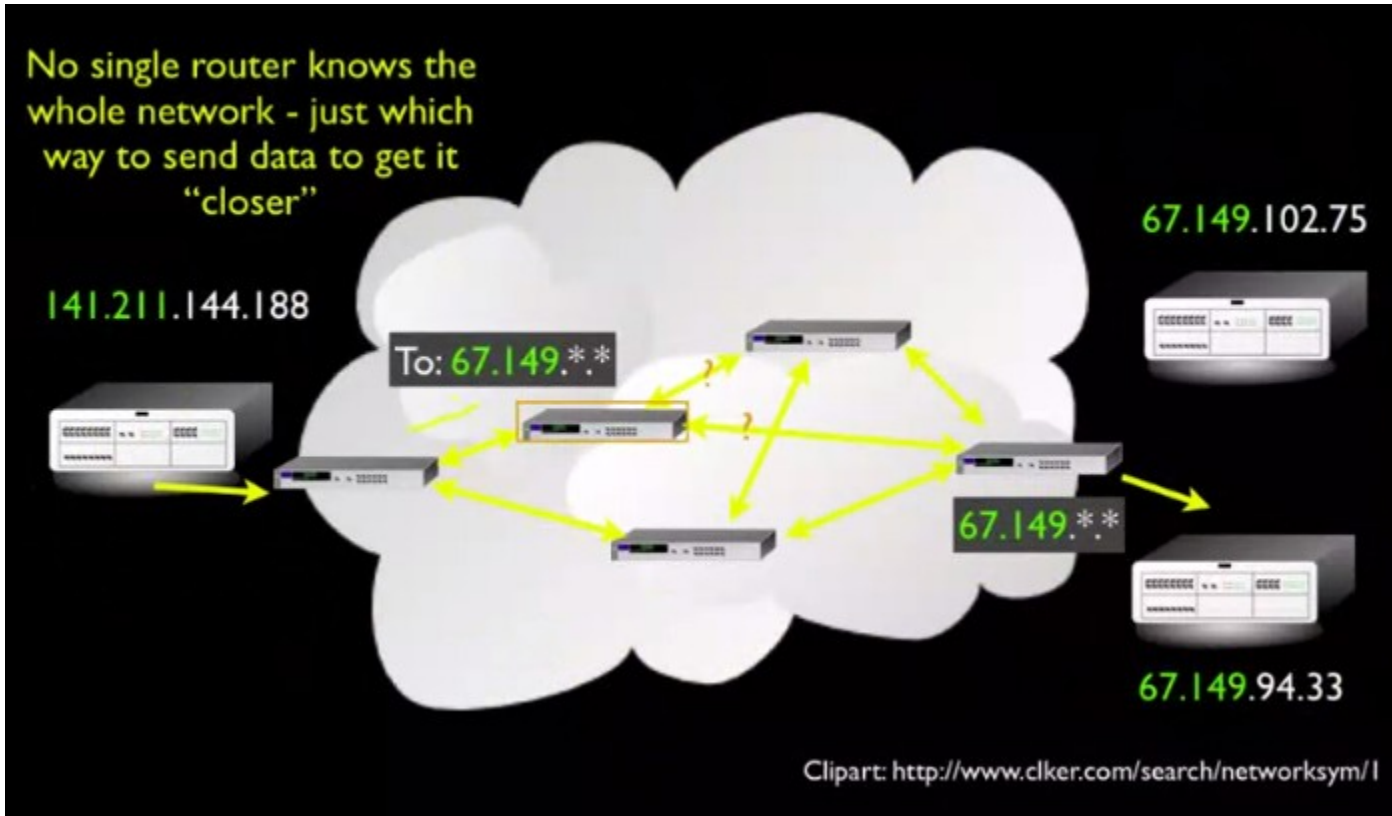 No single router knows the
whole network - just which
way to send data to get it
“closer”
67.149.102.75
141.211.144.188
To: 67.149.*.*
?
?
67.149.*.*
67.149.94.33
Clipart: http://www.clker.com/search/networksym/1